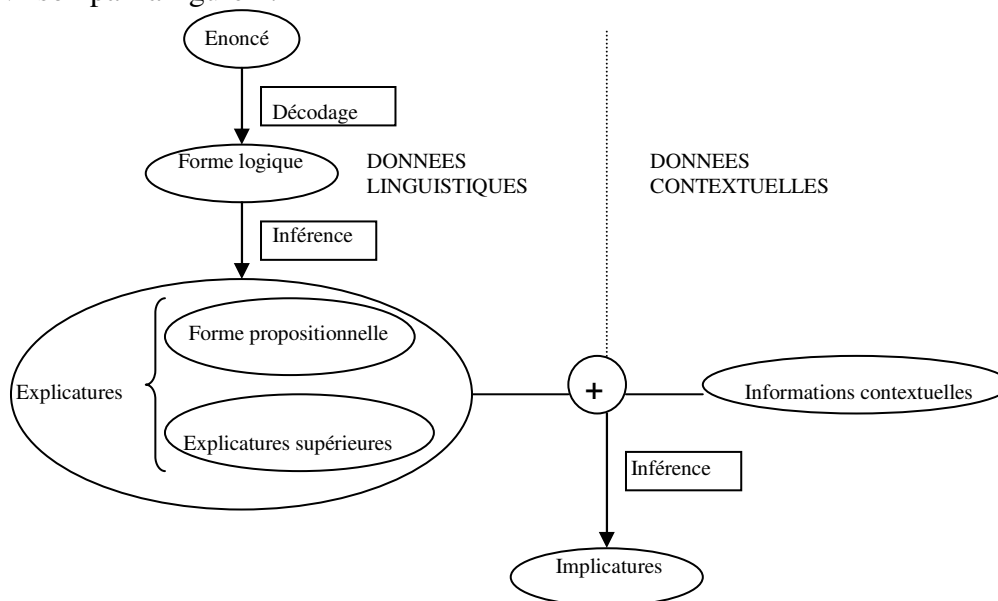 Enoncé
Décodage
Forme logique
DONNEES
LINGUISTIQUES
DONNEES
CONTEXTUELLES
Inférence
Forme propositionnelle
Explicatures
Explicatures supérieures
+
Informations contextuelles
Inférence
Implicatures